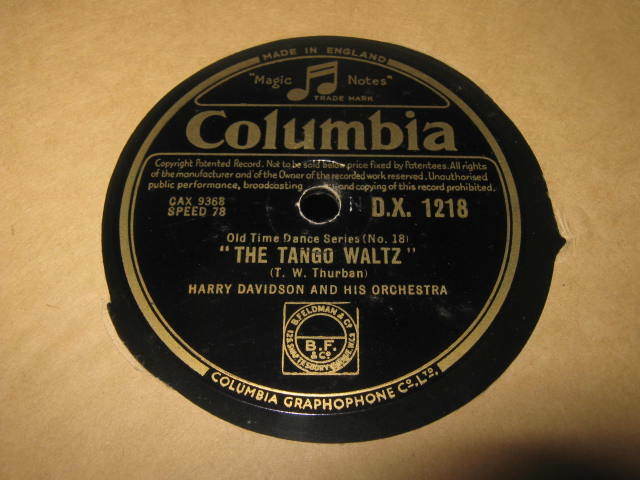 MADE IN ENGLAND
"Magic Notes"
TRADE MARK
Columbia
Copyright Patented Record. Not to be sold below price fixed by Patentees. All rights
of the manufacturer and of the Owner of the recorded work reserved. Unauthorised
public performance, broadcasting and copying of this record prohibited.
CAX 9368
SPEED 78
D.X. 1218
Old Time Dance Series (No. 18)
"THE TANGO WALTZ"
(T. W. Thurban)
HARRY DAVIDSON AND HIS ORCHESTRA
B. FELDMAN & CO
B.F.
& Co.
COLUMBIA GRAPHOPHONE Co. LTD.